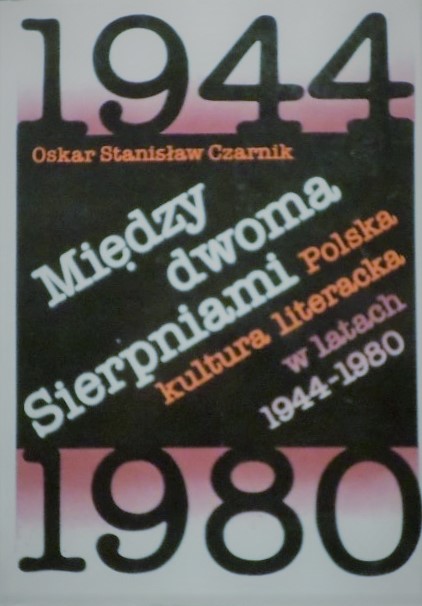 1944
Oskar Stanisław Czarnik
Między
dwoma
Sierpniami
Polska
kultura literacka
w latach
1944-1980
1980